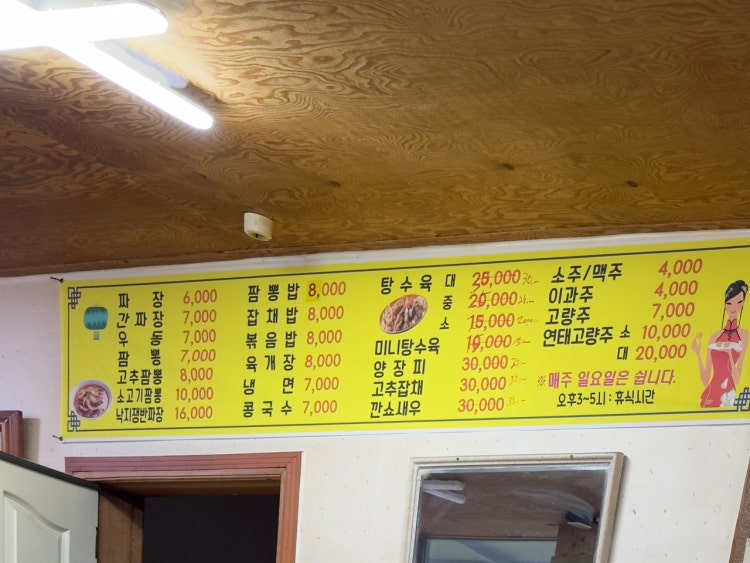 짜 장 6,000
간짜장 7,000
우 동 7,000
짬 뽕 7,000
고추짬뽕 8,000
소고기짬뽕 10,000
낙지쟁반짜장 16,000
짬뽕밥 8,000
잡채밥 8,000
볶음밥 8,000
육개장 8,000
냉 면 7,000
콩국수 7,000
탕수육 대 25,000 30.-
중 20,000
소 15,000
미니탕수육
양장피 30,000
고추잡채 30,000
깐쇼새우 30,000
소주/맥주 4,000
이과주 4,000
고량주 7,000
연태고량주 소 10,000
대 20,000
※매주 일요일은 쉽니다.
오후3~5시 : 휴식시간